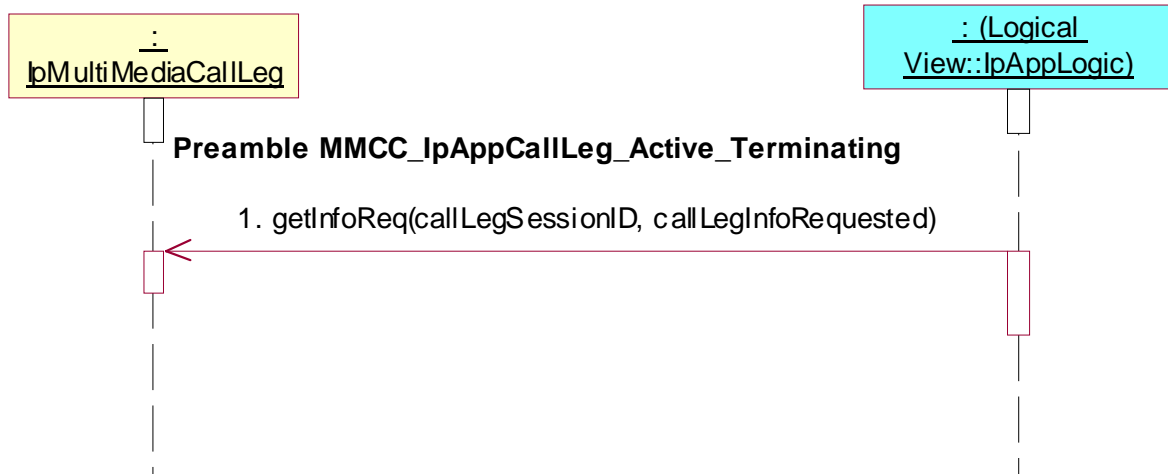 :
IpMultiMediaCallLeg
: (Logical
View::IpAppLogic)
Preamble MMCC_IpAppCallLeg_Active_Terminating
1. getInfoReq(callLegSessionID, callLegInfoRequested)